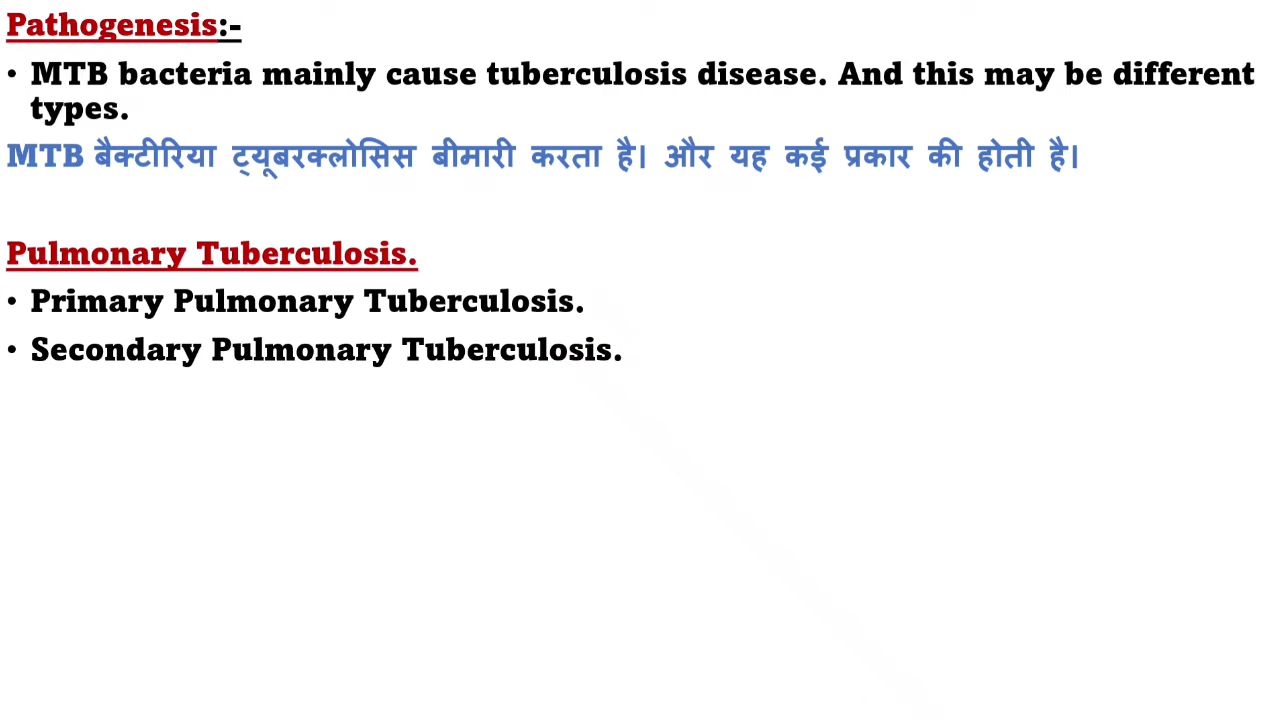 Pathogenesis:-
• MTB bacteria mainly cause tuberculosis disease. And this may be different
types.
MTB बैक्टीरिया ट्यूबरक्लोसिस बीमारी करता है। और यह कई प्रकार की होती है।
Pulmonary Tuberculosis.
• Primary Pulmonary Tuberculosis.
• Secondary Pulmonary Tuberculosis.